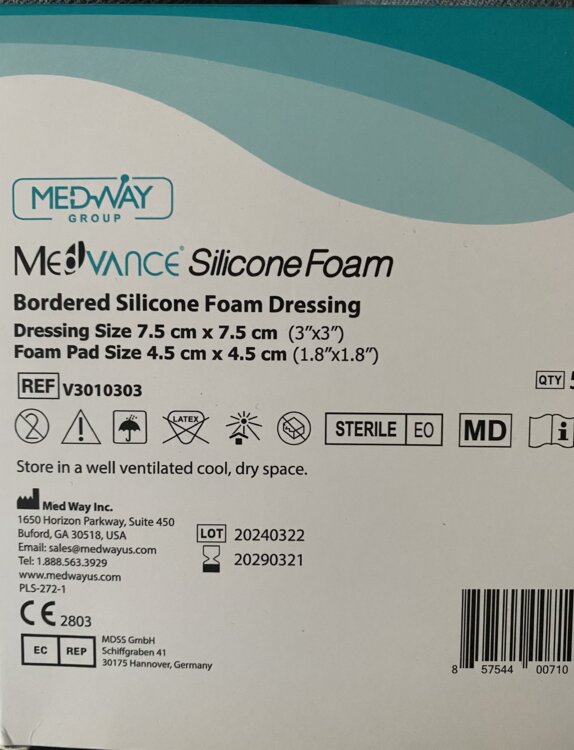 MEDWAY
GROUP
MEDVANCE® Silicone Foam
Bordered Silicone Foam Dressing
Dressing Size 7.5 cm x 7.5 cm (3”x3”)
Foam Pad Size 4.5 cm x 4.5 cm (1.8”x1.8”)
REF V3010303
QTY
2
LATEX
STERILE EO
MD
i
Store in a well ventilated cool, dry space.
Med Way Inc.
1650 Horizon Parkway, Suite 450
Buford, GA 30518, USA
Email: sales@medwayus.com
Tel: 1.888.563.3929
www.medwayus.com
PLS-272-1
LOT 20240322
20290321
CE 2803
EC REP
MDSS GmbH
Schiffgraben 41
30175 Hannover, Germany
8 57544 00710